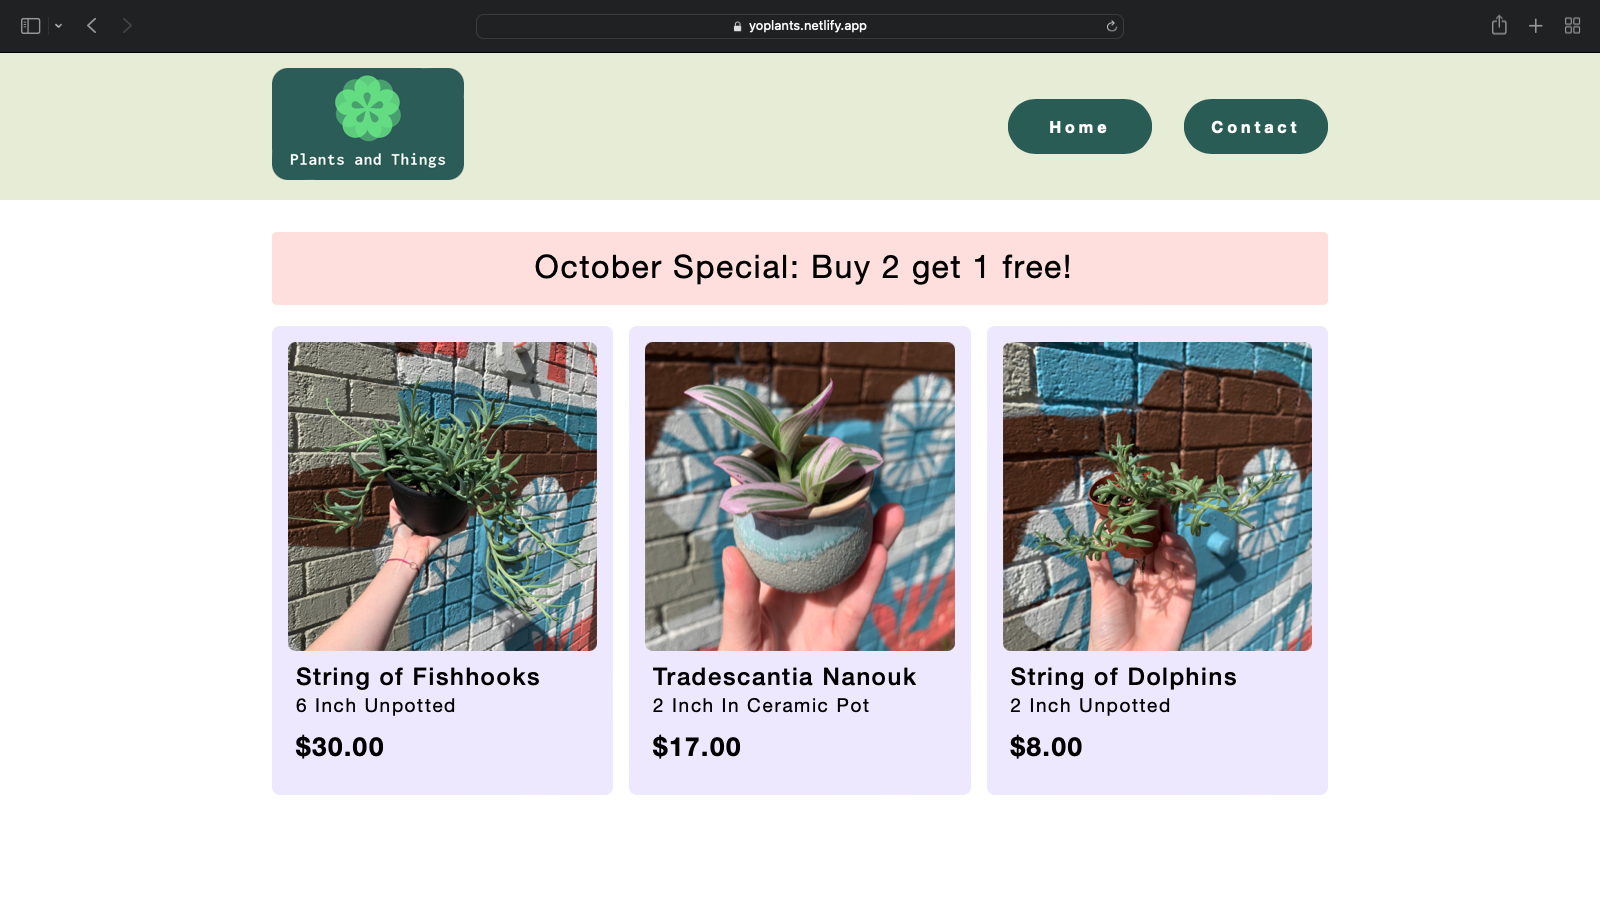 yoplants.netlify.app
Plants and Things
Home
Contact
October Special: Buy 2 get 1 free!
String of Fishhooks
6 Inch Unpotted
$30.00
Tradescantia Nanouk
2 Inch In Ceramic Pot
$17.00
String of Dolphins
2 Inch Unpotted
$8.00